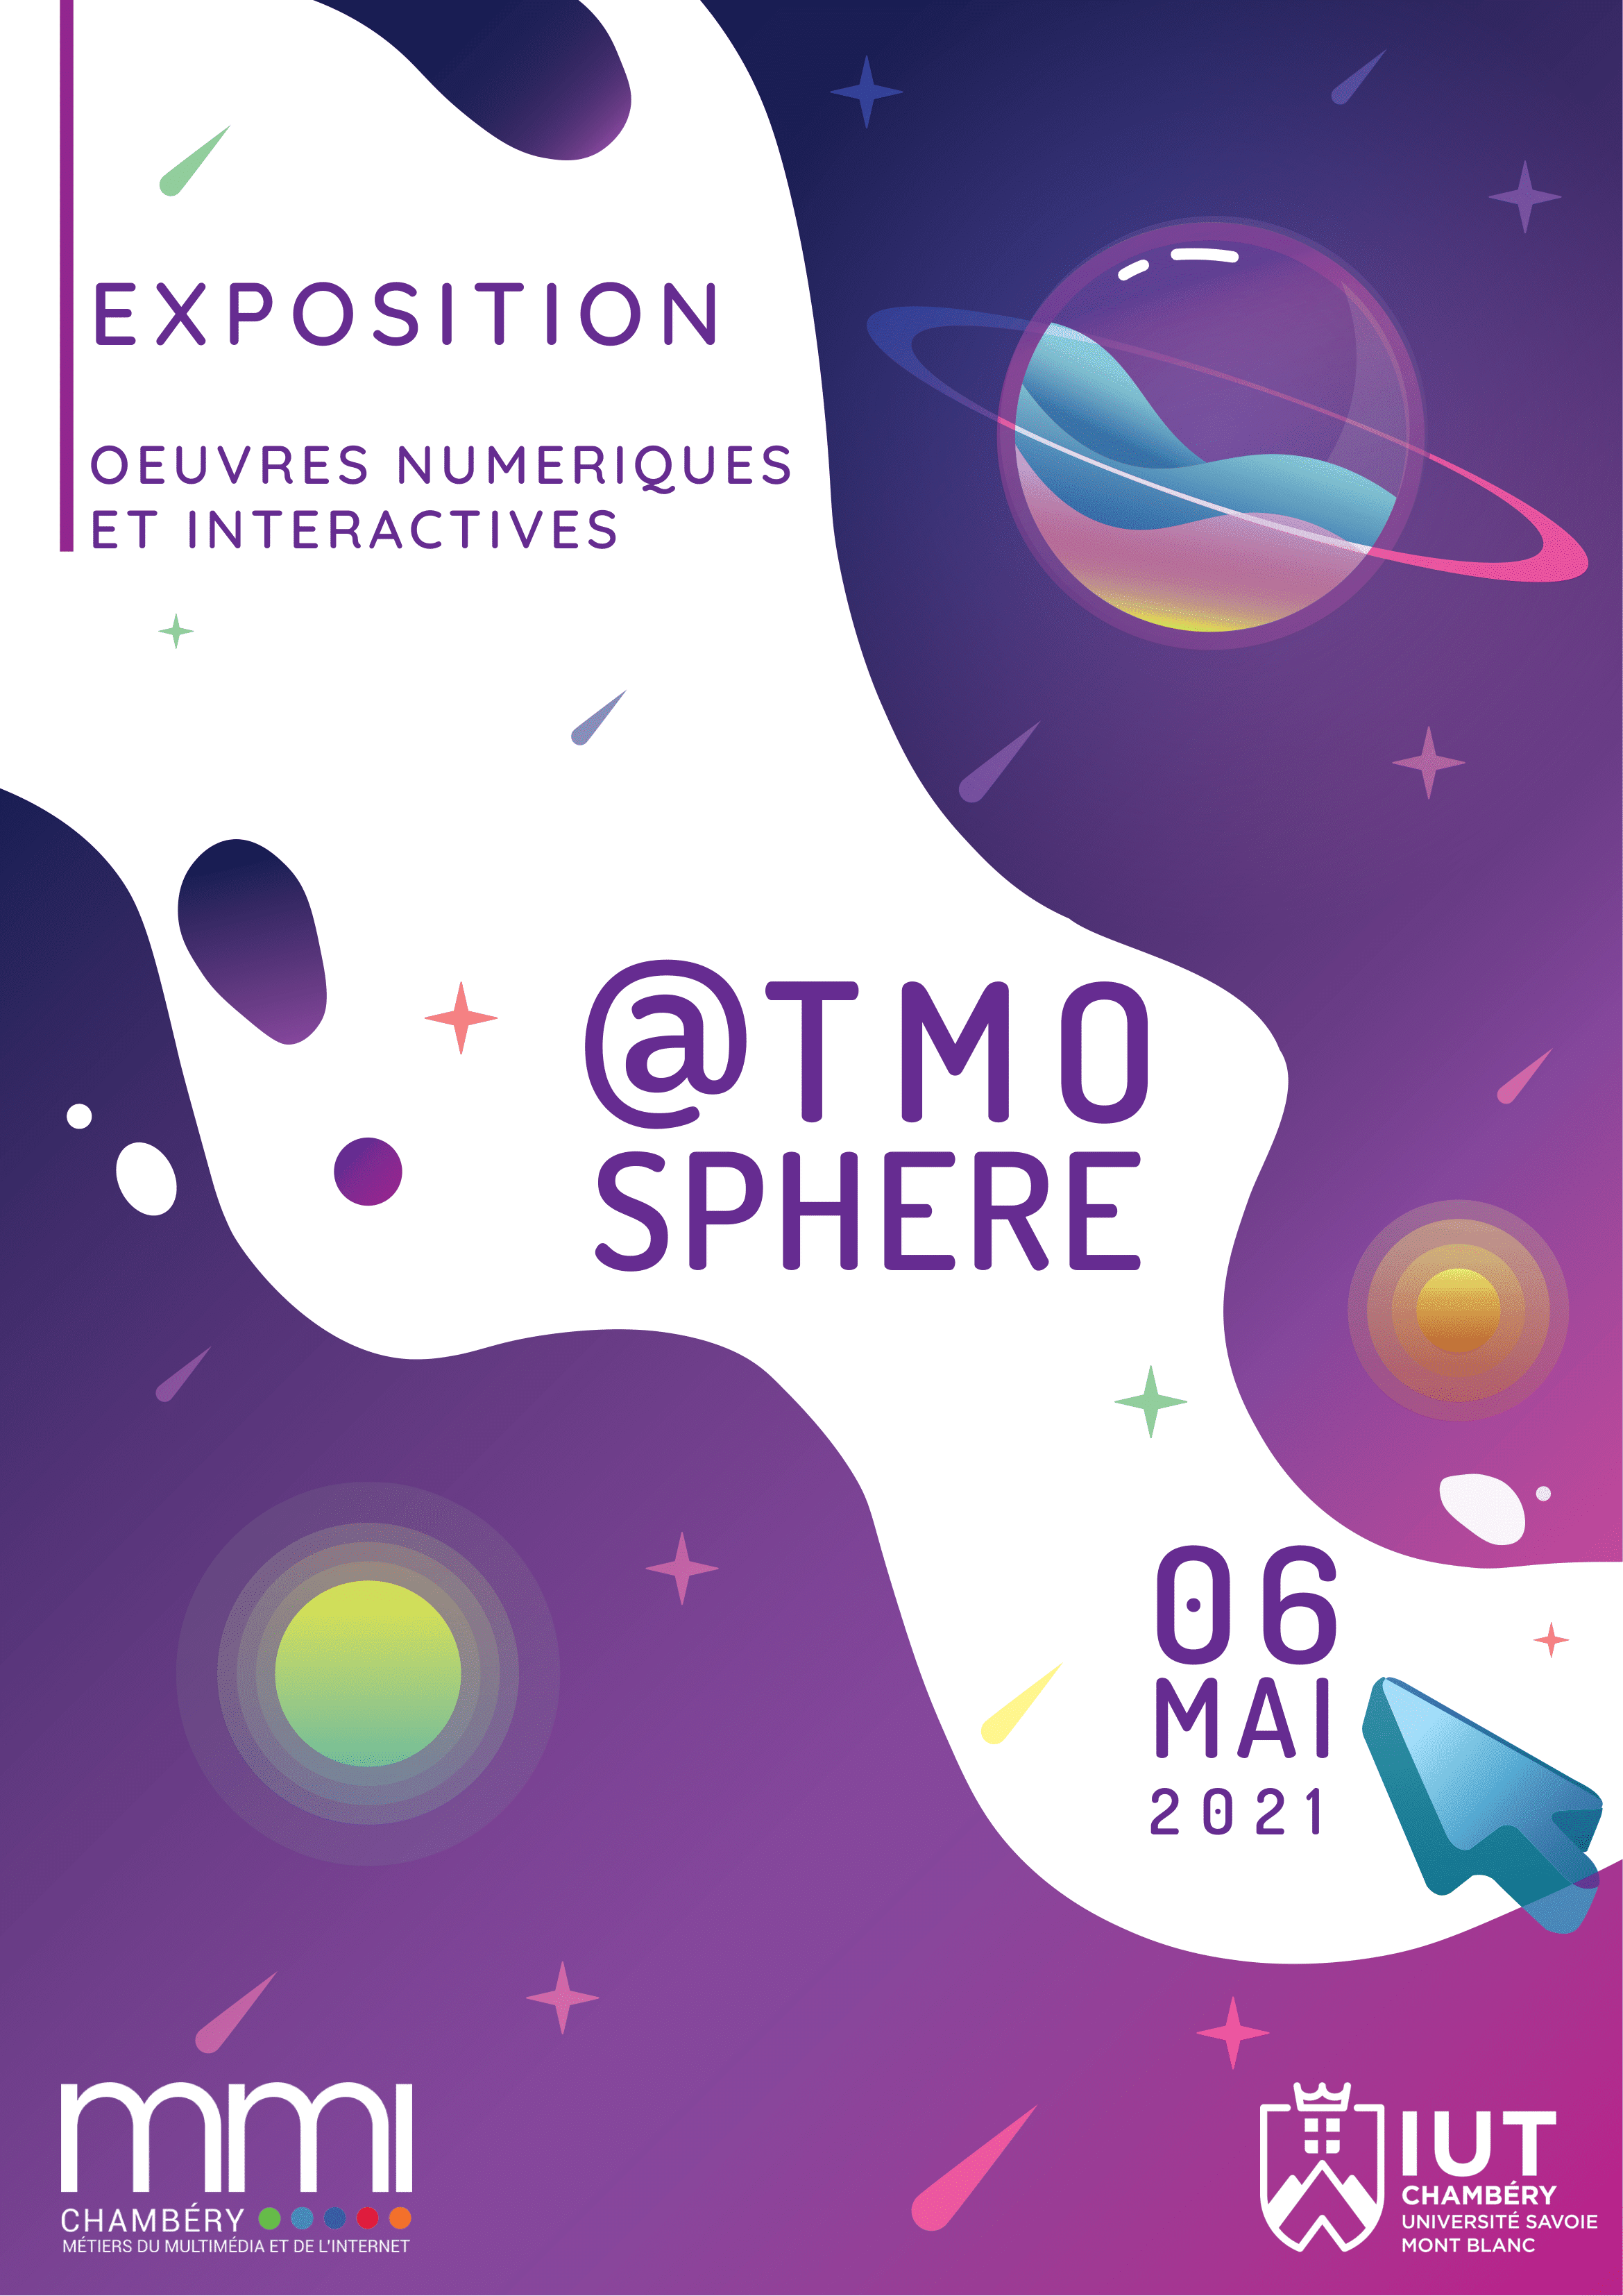 EXPOSITION
OEUVRES NUMERIQUES
ET INTERACTIVES
@TMO
SPHERE
06
MAI
2021
mmi
CHAMBÉRY
MÉTIERS DU MULTIMÉDIA ET DE L'INTERNET
IUT
CHAMBÉRY
UNIVERSITÉ SAVOIE
MONT BLANC